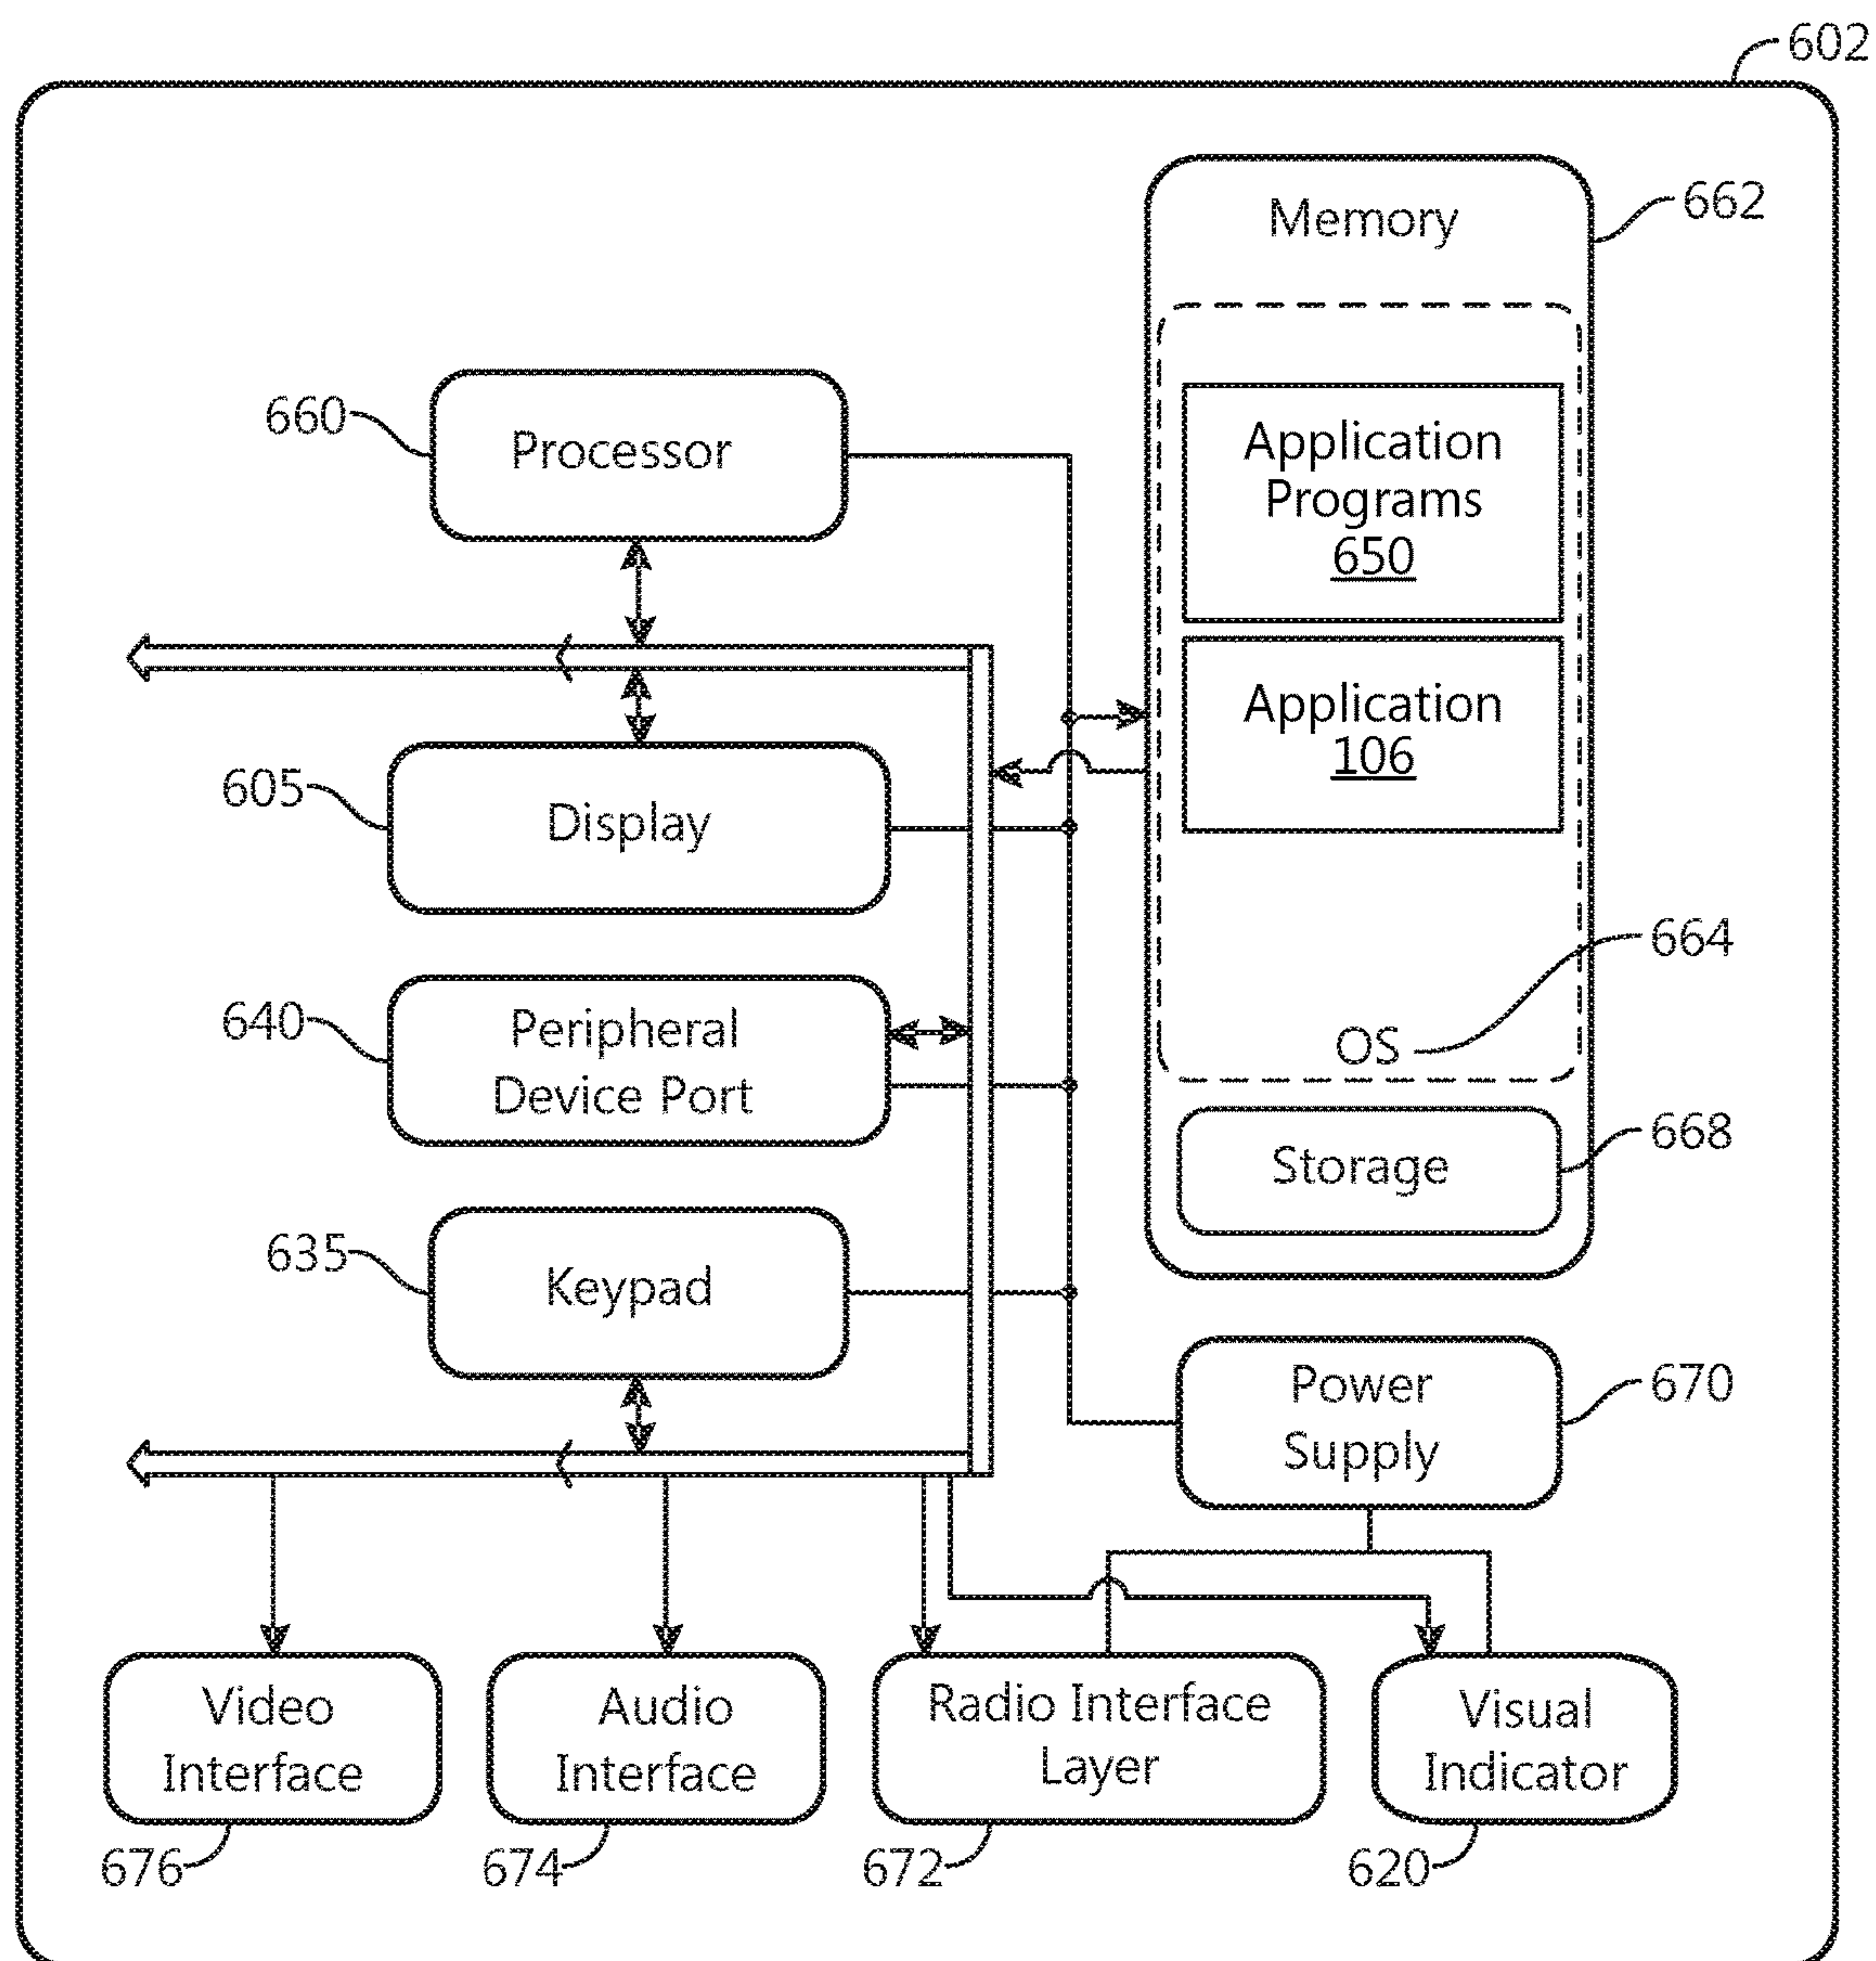 602
Memory
662
Application
Programs
650
660
Processor
Application
106
605
Display
664
640
Peripheral
Device Port
OS
668
Storage
635
Keypad
Power
Supply
670
Video
Interface
Audio
Interface
Radio Interface
Layer
Visual
Indicator
676
674
672
620